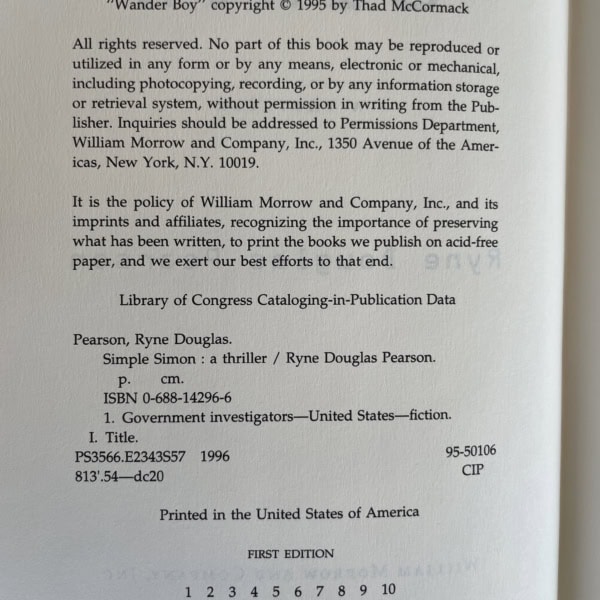 "Wander Boy" copyright © 1995 by Thad McCormack
All rights reserved. No part of this book may be reproduced or
utilized in any form or by any means, electronic or mechanical,
including photocopying, recording, or by any information storage
or retrieval system, without permission in writing from the Pub-
lisher. Inquiries should be addressed to Permissions Department,
William Morrow and Company, Inc., 1350 Avenue of the Amer-
icas, New York, N.Y. 10019.
It is the policy of William Morrow and Company, Inc., and its
imprints and affiliates, recognizing the importance of preserving
what has been written, to print the books we publish on acid-free
paper, and we exert our best efforts to that end.
Library of Congress Cataloging-in-Publication Data
Pearson, Ryne Douglas.
Simple Simon : a thriller / Ryne Douglas Pearson.
p. cm.
ISBN 0-688-14296-6
1. Government investigators—United States—fiction.
I. Title.
PS3566.E2343S57 1996 95-50106
813'.54—dc20 CIP
Printed in the United States of America
FIRST EDITION
1 2 3 4 5 6 7 8 9 10